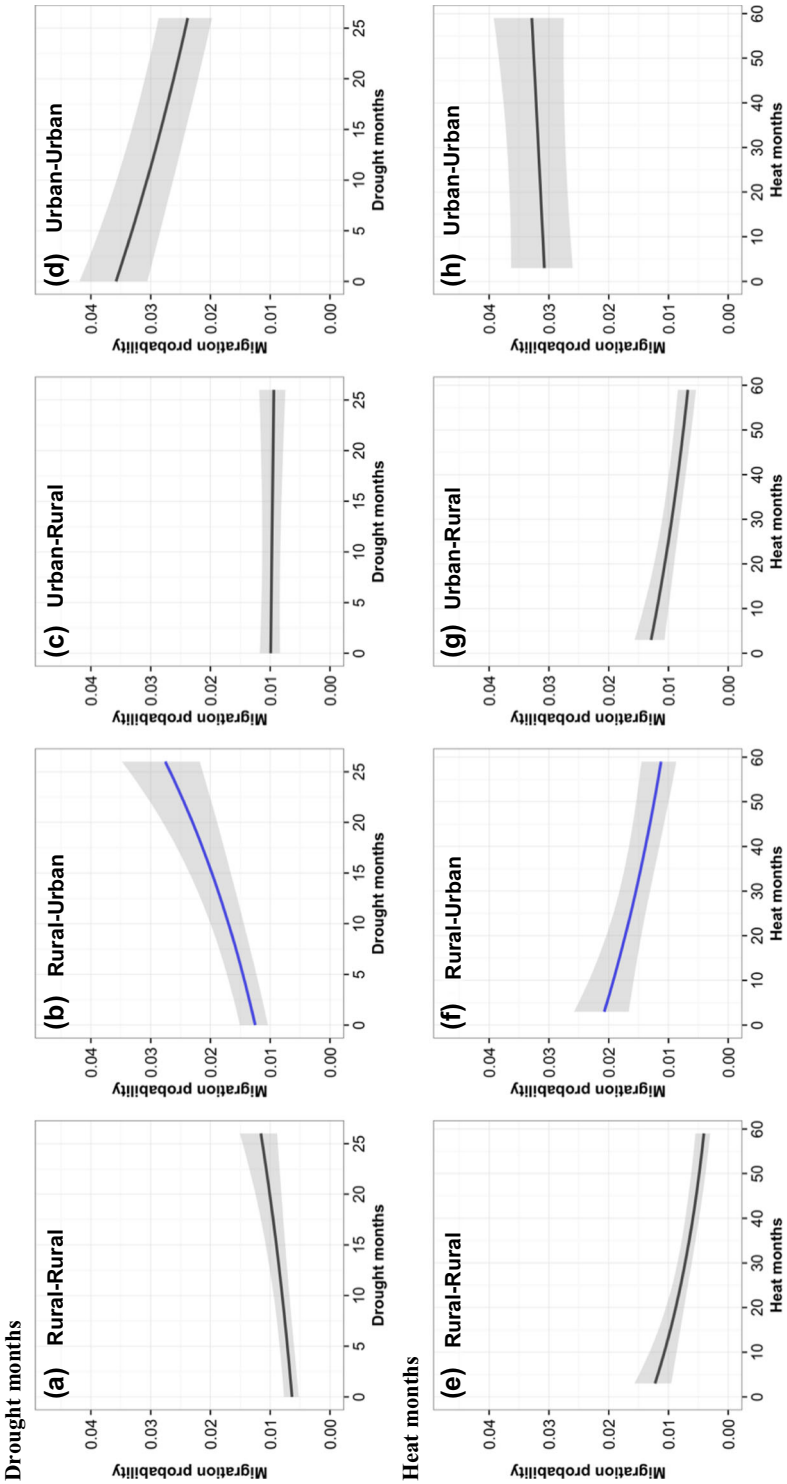 Drought months
(a) Rural-Rural
Migration probability
0.04
0.03
0.02
0.01
0.00
0 5 10 15 20 25
Drought months
(b) Rural-Urban
Migration probability
0.04
0.03
0.02
0.01
0.00
0 5 10 15 20 25
Drought months
(c) Urban-Rural
Migration probability
0.04
0.03
0.02
0.01
0.00
0 5 10 15 20 25
Drought months
(d) Urban-Urban
Migration probability
0.04
0.03
0.02
0.01
0.00
0 5 10 15 20 25
Drought months
Heat months
(e) Rural-Rural
Migration probability
0.04
0.03
0.02
0.01
0.00
0 10 20 30 40 50 60
Heat months
(f) Rural-Urban
Migration probability
0.04
0.03
0.02
0.01
0.00
0 10 20 30 40 50 60
Heat months
(g) Urban-Rural
Migration probability
0.04
0.03
0.02
0.01
0.00
0 10 20 30 40 50 60
Heat months
(h) Urban-Urban
Migration probability
0.04
0.03
0.02
0.01
0.00
0 10 20 30 40 50 60
Heat months